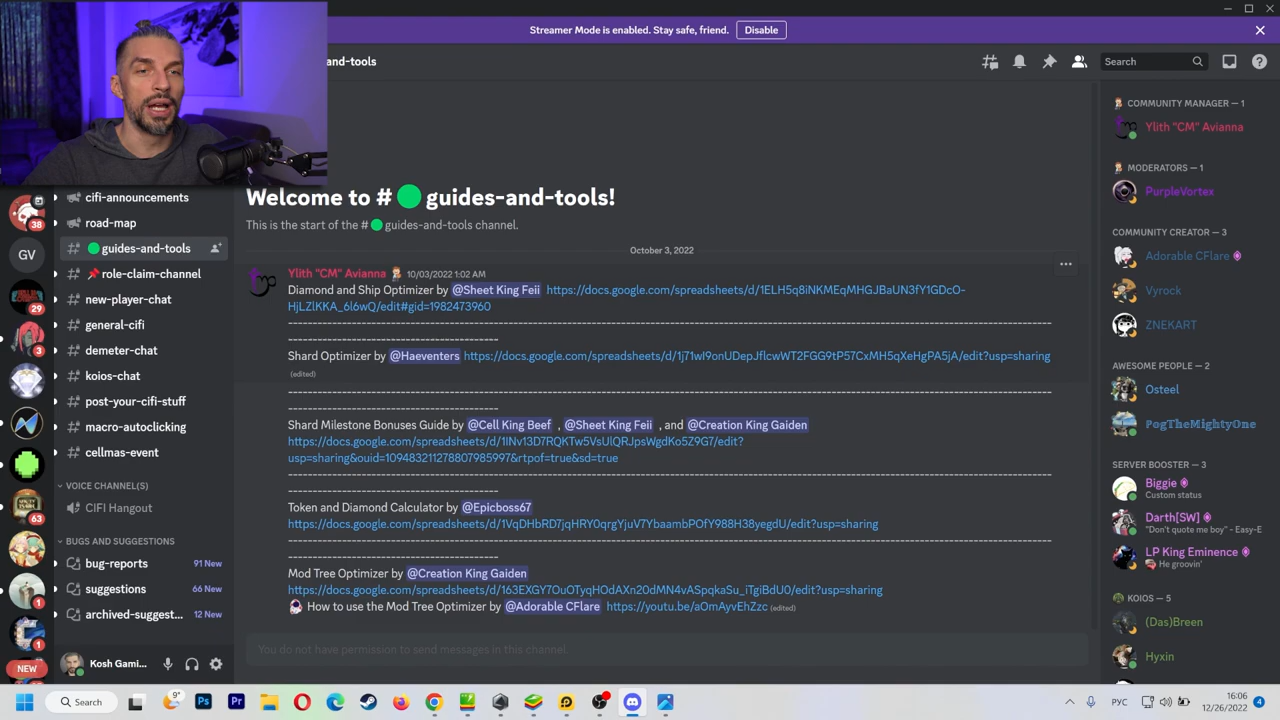 Streamer Mode is enabled. Stay safe, friend.
Disable
and-tools
Search
cifi-announcements
road-map
guides-and-tools
role-claim-channel
new-player-chat
general-cifi
demeter-chat
koios-chat
post-your-cifi-stuff
macro-autoclicking
cellmas-event
VOICE CHANNEL(S)
CIFI Hangout
BUGS AND SUGGESTIONS
bug-reports 91 New
suggestions 66 New
archived-suggest... 12 New
Kosh Gami...
38
GV
29
3
63
1
1
NEW
Welcome to # guides-and-tools!
This is the start of the # guides-and-tools channel.
October 3, 2022
Ylith "CM" Avianna 10/03/2022 1:02 AM
Diamond and Ship Optimizer by @Sheet King Feii https://docs.google.com/spreadsheets/d/1ELH5q8iNKMEqMHGJBaUN3fY1GDcO-
HjLZlKKA_6l6wQ/edit#gid=1982473960
Shard Optimizer by @Haeventers https://docs.google.com/spreadsheets/d/1j71wI9onUDepJflcwWT2FGG9tP57CxMH5qXeHgPA5jA/edit?usp=sharing
(edited)
Shard Milestone Bonuses Guide by @Cell King Beef , @Sheet King Feii , and @Creation King Gaiden
https://docs.google.com/spreadsheets/d/1INv13D7RQKTw5VsUlQRJpsWgdKo5Z9G7/edit?
usp=sharing&ouid=109483211278807985997&rtpof=true&sd=true
Token and Diamond Calculator by @Epicboss67
https://docs.google.com/spreadsheets/d/1VqDHbRD7jqHRY0qrgYjuV7YbaambPOfY988H38yegdU/edit?usp=sharing
Mod Tree Optimizer by @Creation King Gaiden
https://docs.google.com/spreadsheets/d/163EXGY7OuOTyqHOdAXn20dMN4vASpqkaSu_iTgiBdU0/edit?usp=sharing
How to use the Mod Tree Optimizer by @Adorable CFlare https://youtu.be/aOmAyvEhZzc (edited)
You do not have permission to send messages in this channel.
COMMUNITY MANAGER — 1
Ylith "CM" Avianna
MODERATORS — 1
PurpleVortex
COMMUNITY CREATOR — 3
Adorable CFlare
Vyrock
ZNEKART
AWESOME PEOPLE — 2
Osteel
PogTheMightyOne
SERVER BOOSTER — 3
Biggie
Custom status
Darth[SW]
"Don't quote me boy" - Easy-E
LP King Eminence
He groovin'
KOIOS — 5
(Das)Breen
Hyxin
Search
9°
Ps
Pr
РУС
16:06
12/26/2022
4